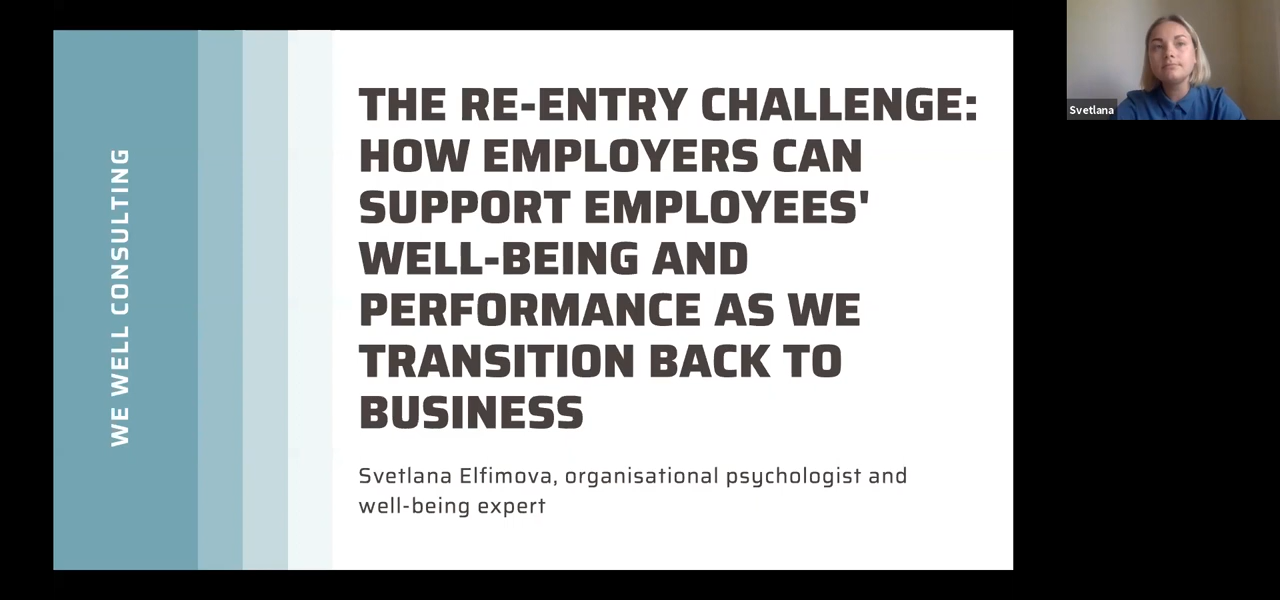 WE WELL CONSULTING
THE RE-ENTRY CHALLENGE:
HOW EMPLOYERS CAN
SUPPORT EMPLOYEES'
WELL-BEING AND
PERFORMANCE AS WE
TRANSITION BACK TO
BUSINESS
Svetlana Elfimova, organisational psychologist and
well-being expert
Svetlana